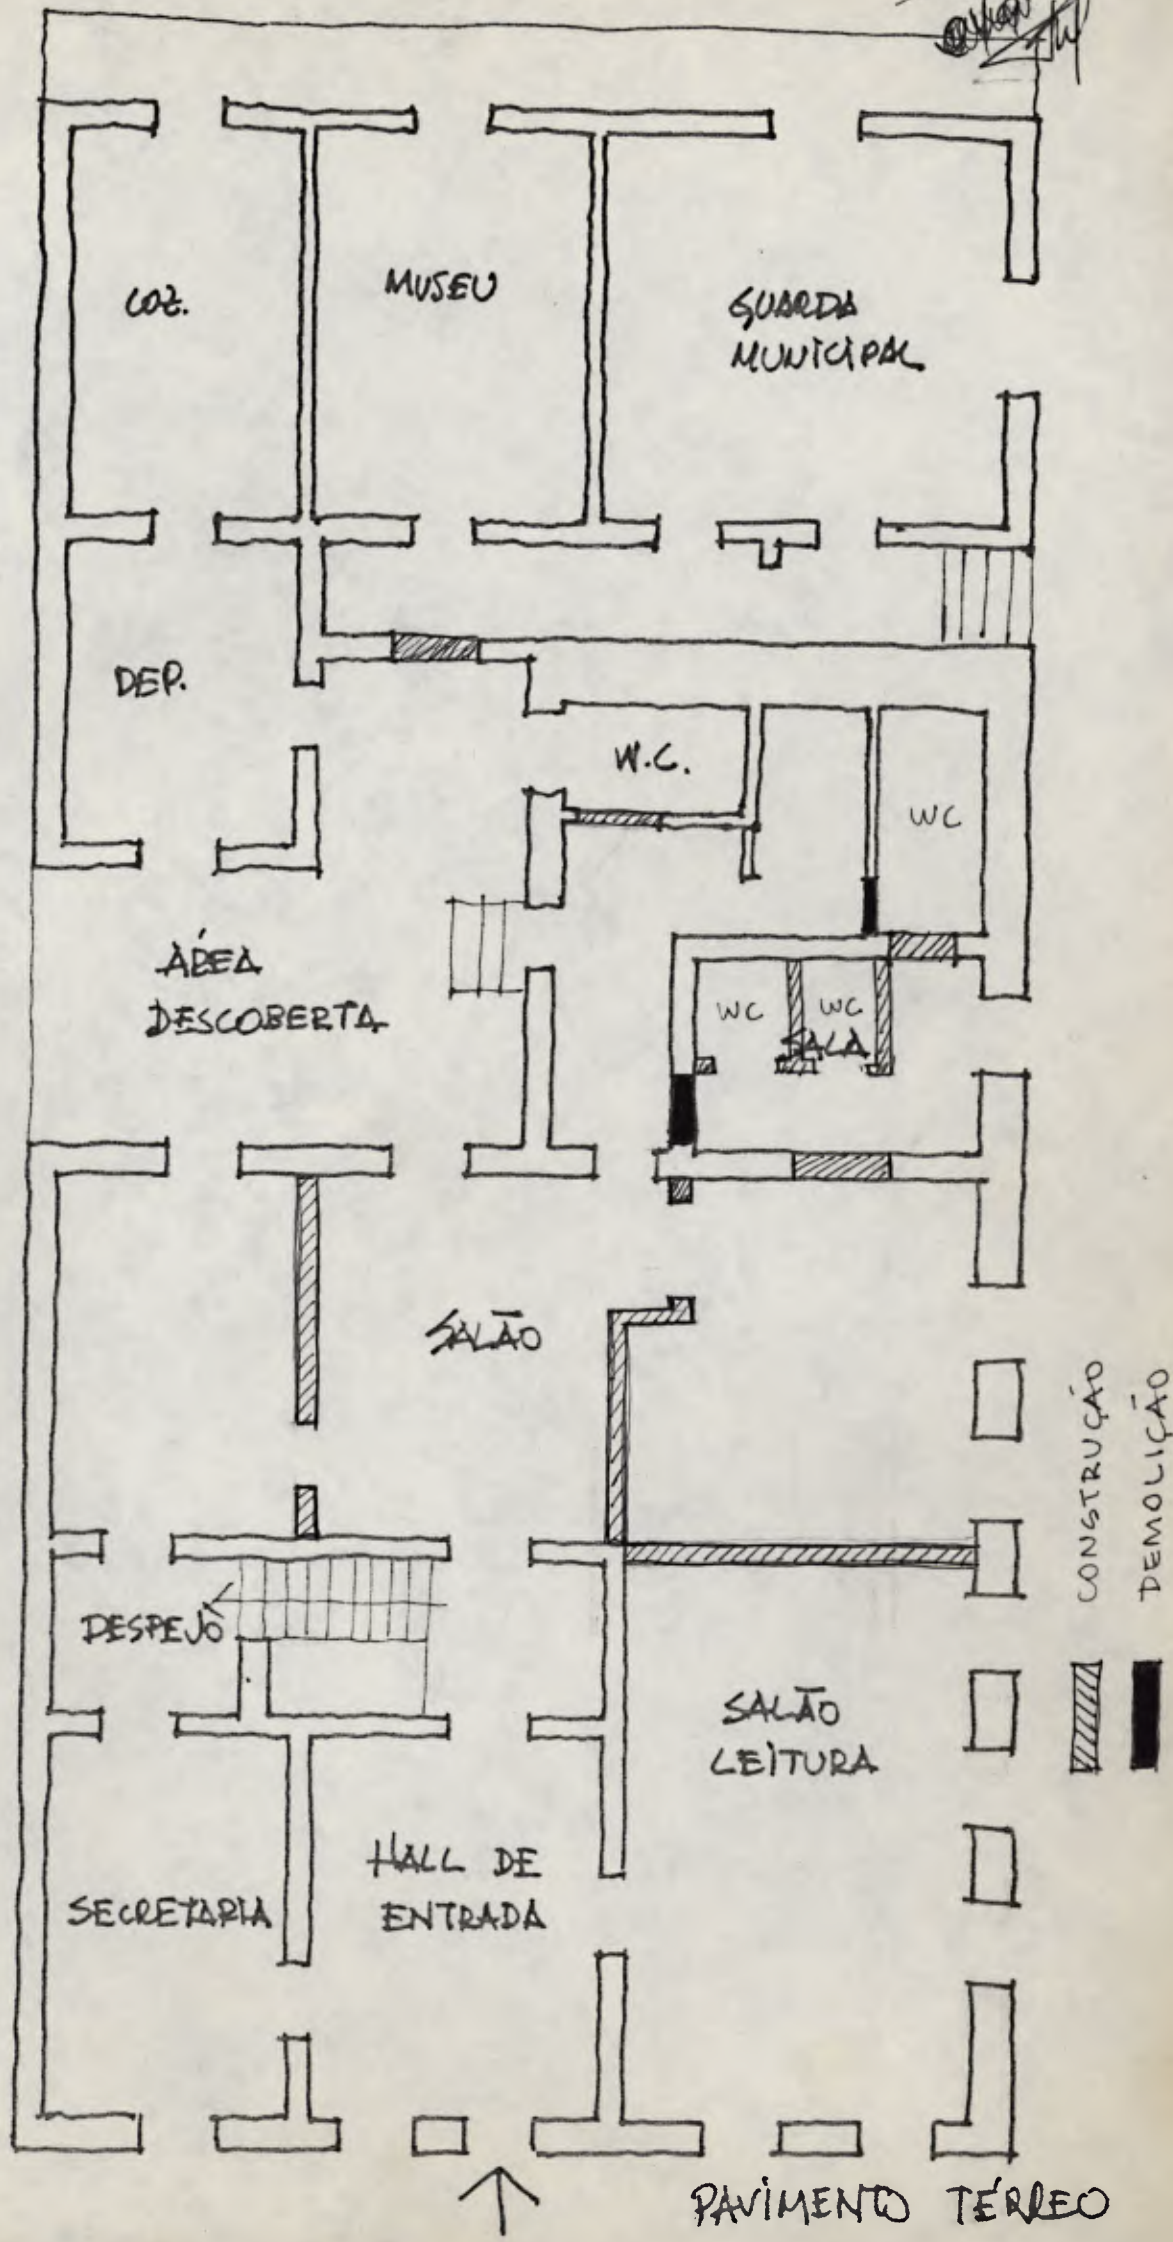 COZ.
MUSEU
GUARDA
MUNICIPAL
DEP.
W.C.
WC
ÁREA
DESCOBERTA
WC
WC
SALA
SALÃO
CONSTRUÇÃO
DEMOLIÇÃO
DESPEJO
SALÃO
LEITURA
HALL DE
ENTRADA
SECRETARIA
PAVIMENTO TÉRREO